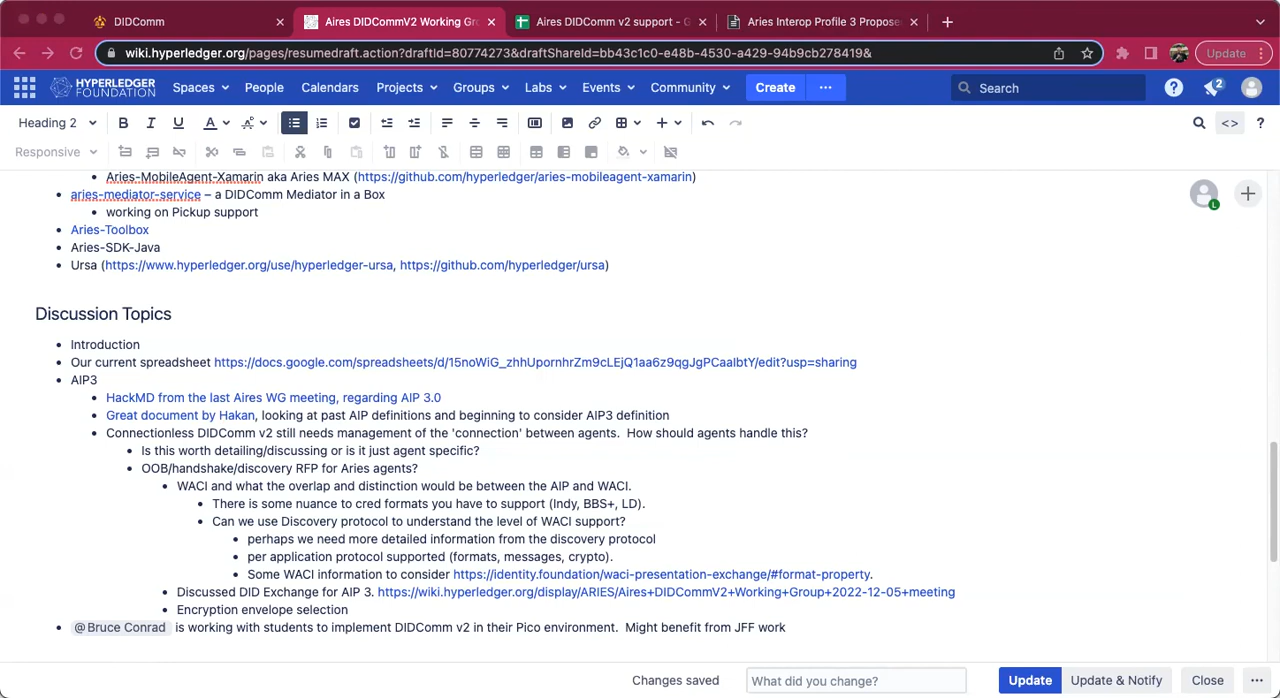 DIDComm
Aires DIDCommV2 Working Gr
Aires DIDComm v2 support - G
Aries Interop Profile 3 Propose
wiki.hyperledger.org/pages/resumedraft.action?draftId=80774273&draftShareId=bb43c1c0-e48b-4530-a429-94b9cb278419&
Update
HYPERLEDGER FOUNDATION
Spaces
People
Calendars
Projects
Groups
Labs
Events
Community
Create
Search
2
Heading 2
Responsive
Aries-MobileAgent-Xamarin aka Aries MAX (https://github.com/hyperledger/aries-mobileagent-xamarin)
aries-mediator-service – a DIDComm Mediator in a Box
working on Pickup support
Aries-Toolbox
Aries-SDK-Java
Ursa (https://www.hyperledger.org/use/hyperledger-ursa, https://github.com/hyperledger/ursa)
L
Discussion Topics
Introduction
Our current spreadsheet https://docs.google.com/spreadsheets/d/15noWiG_zhhUpornhrZm9cLEjQ1aa6z9qgJgPCaaIbtY/edit?usp=sharing
AIP3
HackMD from the last Aires WG meeting, regarding AIP 3.0
Great document by Hakan, looking at past AIP definitions and beginning to consider AIP3 definition
Connectionless DIDComm v2 still needs management of the 'connection' between agents. How should agents handle this?
Is this worth detailing/discussing or is it just agent specific?
OOB/handshake/discovery RFP for Aries agents?
WACI and what the overlap and distinction would be between the AIP and WACI.
There is some nuance to cred formats you have to support (Indy, BBS+, LD).
Can we use Discovery protocol to understand the level of WACI support?
perhaps we need more detailed information from the discovery protocol
per application protocol supported (formats, messages, crypto).
Some WACI information to consider https://identity.foundation/waci-presentation-exchange/#format-property.
Discussed DID Exchange for AIP 3. https://wiki.hyperledger.org/display/ARIES/Aires+DIDCommV2+Working+Group+2022-12-05+meeting
Encryption envelope selection
@Bruce Conrad is working with students to implement DIDComm v2 in their Pico environment. Might benefit from JFF work
Changes saved
What did you change?
Update
Update & Notify
Close